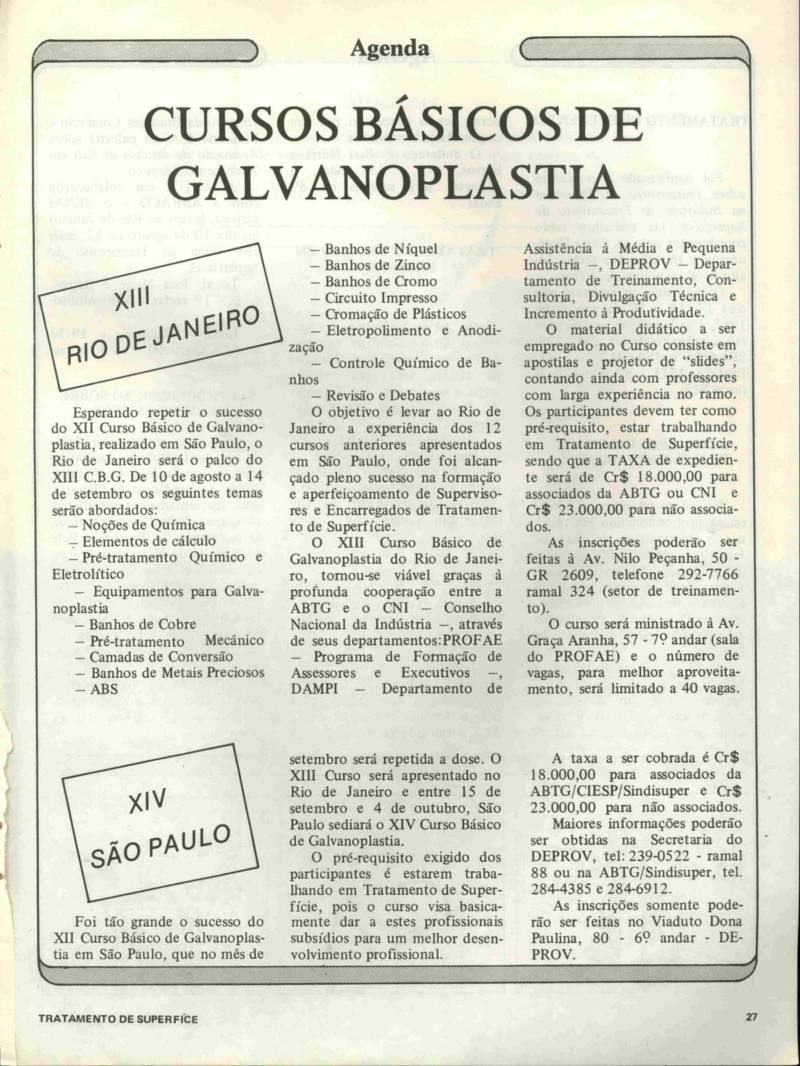 Agenda
CURSOS BÁSICOS DE
GALVANOPLASTIA
XIII
RIO DE JANEIRO
Esperando repetir o sucesso
do XII Curso Básico de Galvano-
plastia, realizado em São Paulo, o
Rio de Janeiro será o palco do
XIII C.B.G. De 10 de agosto a 14
de setembro os seguintes temas
serão abordados:
— Noções de Química
— Elementos de cálculo
— Pré-tratamento Químico e
Eletrolítico
— Equipamentos para Galva-
noplastia
— Banhos de Cobre
— Pré-tratamento Mecânico
— Camadas de Conversão
— Banhos de Metais Preciosos
— ABS
— Banhos de Níquel
— Banhos de Zinco
— Banhos de Cromo
— Circuito Impresso
— Cromação de Plásticos
— Eletropolimento e Anodi-
zação
— Controle Químico de Ba-
nhos
— Revisão e Debates
O objetivo é levar ao Rio de
Janeiro a experiência dos 12
cursos anteriores apresentados
em São Paulo, onde foi alcan-
çado pleno sucesso na formação
e aperfeiçoamento de Superviso-
res e Encarregados de Tratamen-
to de Superfície.
O XIII Curso Básico de
Galvanoplastia do Rio de Janei-
ro, tornou-se viável graças à
profunda cooperação entre a
ABTG e o CNI — Conselho
Nacional da Indústria —, através
de seus departamentos:PROFAE
— Programa de Formação de
Assessores e Executivos —,
DAMPI — Departamento de
Assistência à Média e Pequena
Indústria —, DEPROV — Depar-
tamento de Treinamento, Con-
sultoria, Divulgação Técnica e
Incremento à Produtividade.
O material didático a ser
empregado no Curso consiste em
apostilas e projetor de “slides”,
contando ainda com professores
com larga experiência no ramo.
Os participantes devem ter como
pré-requisito, estar trabalhando
em Tratamento de Superfície,
sendo que a TAXA de expedien-
te será de Cr$ 18.000,00 para
associados da ABTG ou CNI e
Cr$ 23.000,00 para não associa-
dos.
As inscrições poderão ser
feitas à Av. Nilo Peçanha, 50 -
GR 2609, telefone 292-7766
ramal 324 (setor de treinamen-
to).
O curso será ministrado à Av.
Graça Aranha, 57 - 7º andar (sala
do PROFAE) e o número de
vagas, para melhor aproveita-
mento, será limitado a 40 vagas.
XIV
SÃO PAULO
Foi tão grande o sucesso do
XII Curso Básico de Galvanoplas-
tia em São Paulo, que no mês de
setembro será repetida a dose. O
XIII Curso será apresentado no
Rio de Janeiro e entre 15 de
setembro e 4 de outubro, São
Paulo sediará o XIV Curso Básico
de Galvanoplastia.
O pré-requisito exigido dos
participantes é estarem traba-
lhando em Tratamento de Super-
fície, pois o curso visa basica-
mente dar a estes profissionais
subsídios para um melhor desen-
volvimento profissional.
A taxa a ser cobrada é Cr$
18.000,00 para associados da
ABTG/CIESP/Sindisuper e Cr$
23.000,00 para não associados.
Maiores informações poderão
ser obtidas na Secretaria do
DEPROV, tel: 239-0522 - ramal
88 ou na ABTG/Sindisuper, tel.
284-4385 e 284-6912.
As inscrições somente pode-
rão ser feitas no Viaduto Dona
Paulina, 80 - 6º andar - DE-
PROV.
TRATAMENTO DE SUPERFÍCE
27